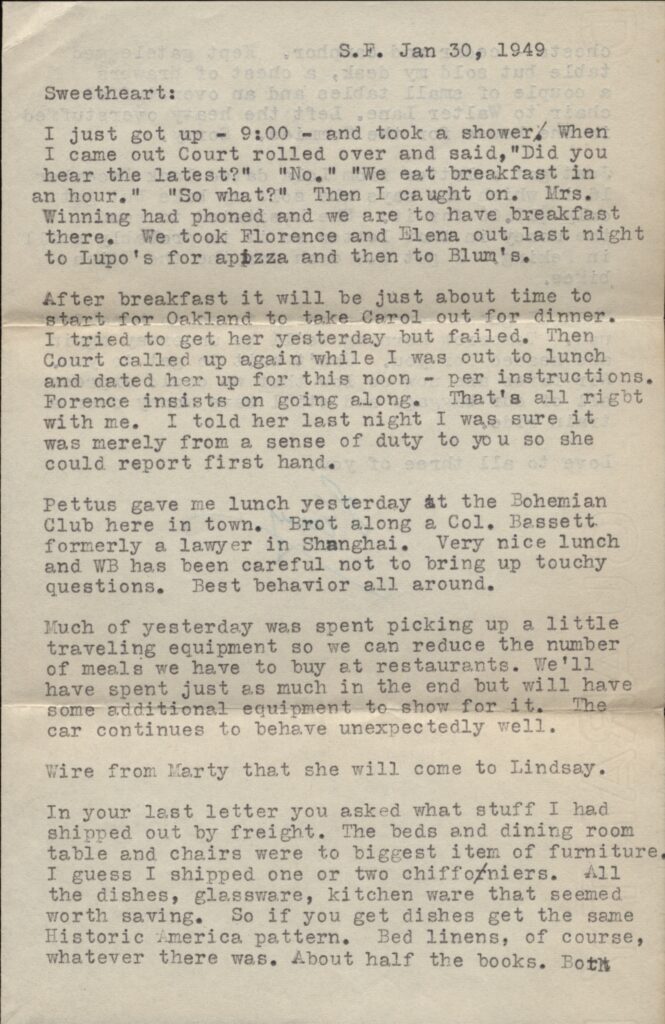 S.F. Jan 30, 1949
Sweetheart:
I just got up - 9:00 - and took a shower. When
I came out Court rolled over and said,"Did you
hear the latest?" "No." "We eat breakfast in
an hour." "So what?" Then I caught on. Mrs.
Winning had phoned and we are to have breakfast
there. We took Florence and Elena out last night
to Lupo's for apizza and then to Blum's.
After breakfast it will be just about time to
start for Oakland to take Carol out for dinner.
I tried to get her yesterday but failed. Then
Court called up again while I was out to lunch
and dated her up for this noon - per instructions.
Forence insists on going along. That's all right
with me. I told her last night I was sure it
was merely from a sense of duty to you so she
could report first hand.
Pettus gave me lunch yesterday at the Bohemian
Club here in town. Brot along a Col. Bassett
formerly a lawyer in Shanghai. Very nice lunch
and WB has been careful not to bring up touchy
questions. Best behavior all around.
Much of yesterday was spent picking up a little
traveling equipment so we can reduce the number
of meals we have to buy at restaurants. We'll
have spent just as much in the end but will have
some additional equipment to show for it. The
car continues to behave unexpectedly well.
Wire from Marty that she will come to Lindsay.
In your last letter you asked what stuff I had
shipped out by freight. The beds and dining room
table and chairs were to biggest item of furniture.
I guess I shipped one or two chiffoniers. All
the dishes, glassware, kitchen ware that seemed
worth saving. So if you get dishes get the same
Historic America pattern. Bed linens, of course,
whatever there was. About half the books. Both